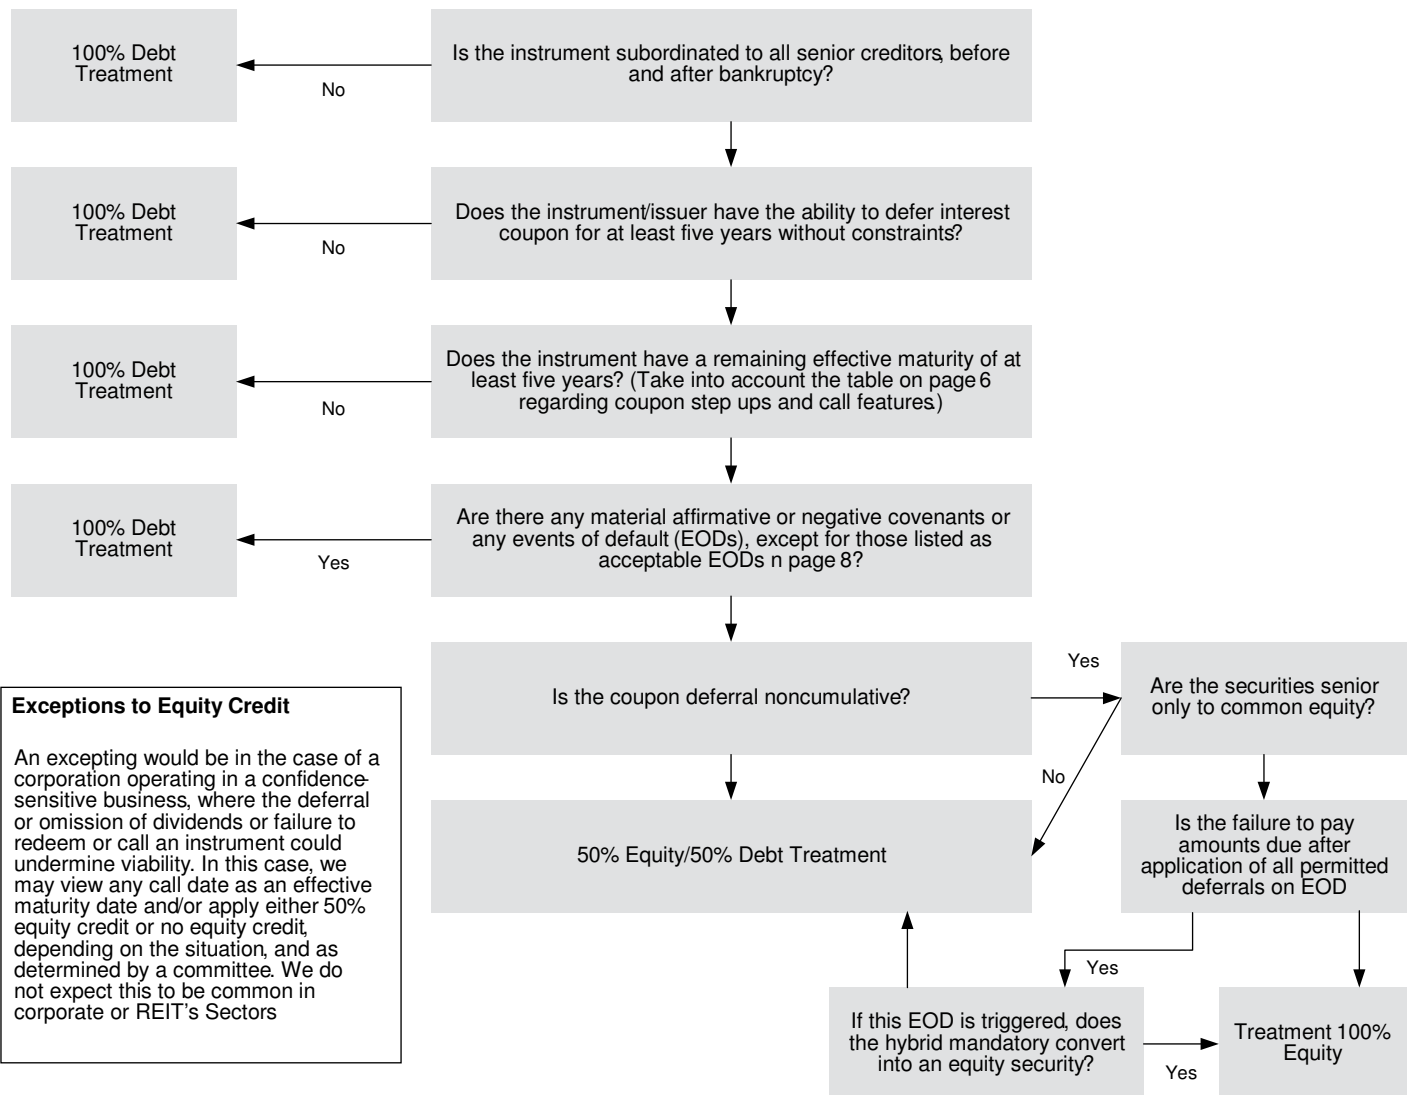 100% Debt
Treatment
No
Is the instrument subordinated to all senior creditors, before
and after bankruptcy?
100% Debt
Treatment
No
Does the instrument/issuer have the ability to defer interest
coupon for at least five years without constraints?
100% Debt
Treatment
No
Does the instrument have a remaining effective maturity of at
least five years? (Take into account the table on page 6
regarding coupon step ups and call features.)
100% Debt
Treatment
Yes
Are there any material affirmative or negative covenants or
any events of default (EODs), except for those listed as
acceptable EODs n page 8?
Is the coupon deferral noncumulative?
Yes
Are the securities senior
only to common equity?
No
50% Equity/50% Debt Treatment
Is the failure to pay
amounts due after
application of all permitted
deferrals on EOD
Yes
If this EOD is triggered, does
the hybrid mandatory convert
into an equity security?
Yes
Treatment 100%
Equity
Exceptions to Equity Credit
An excepting would be in the case of a
corporation operating in a confidence-
sensitive business, where the deferral
or omission of dividends or failure to
redeem or call an instrument could
undermine viability. In this case, we
may view any call date as an effective
maturity date and/or apply either 50%
equity credit or no equity credit,
depending on the situation, and as
determined by a committee. We do
not expect this to be common in
corporate or REIT's Sectors